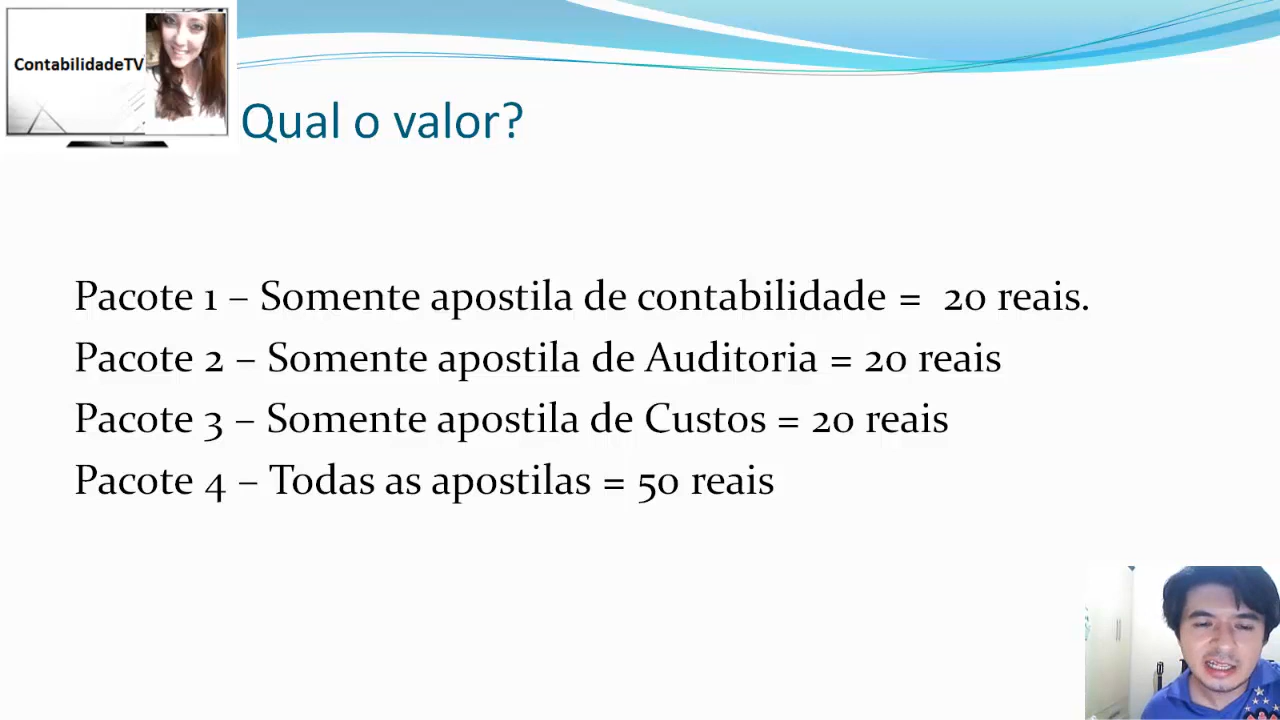 ContabilidadeTV
Qual o valor?
Pacote 1 – Somente apostila de contabilidade =  20 reais.
Pacote 2 – Somente apostila de Auditoria = 20 reais
Pacote 3 – Somente apostila de Custos = 20 reais
Pacote 4 – Todas as apostilas = 50 reais